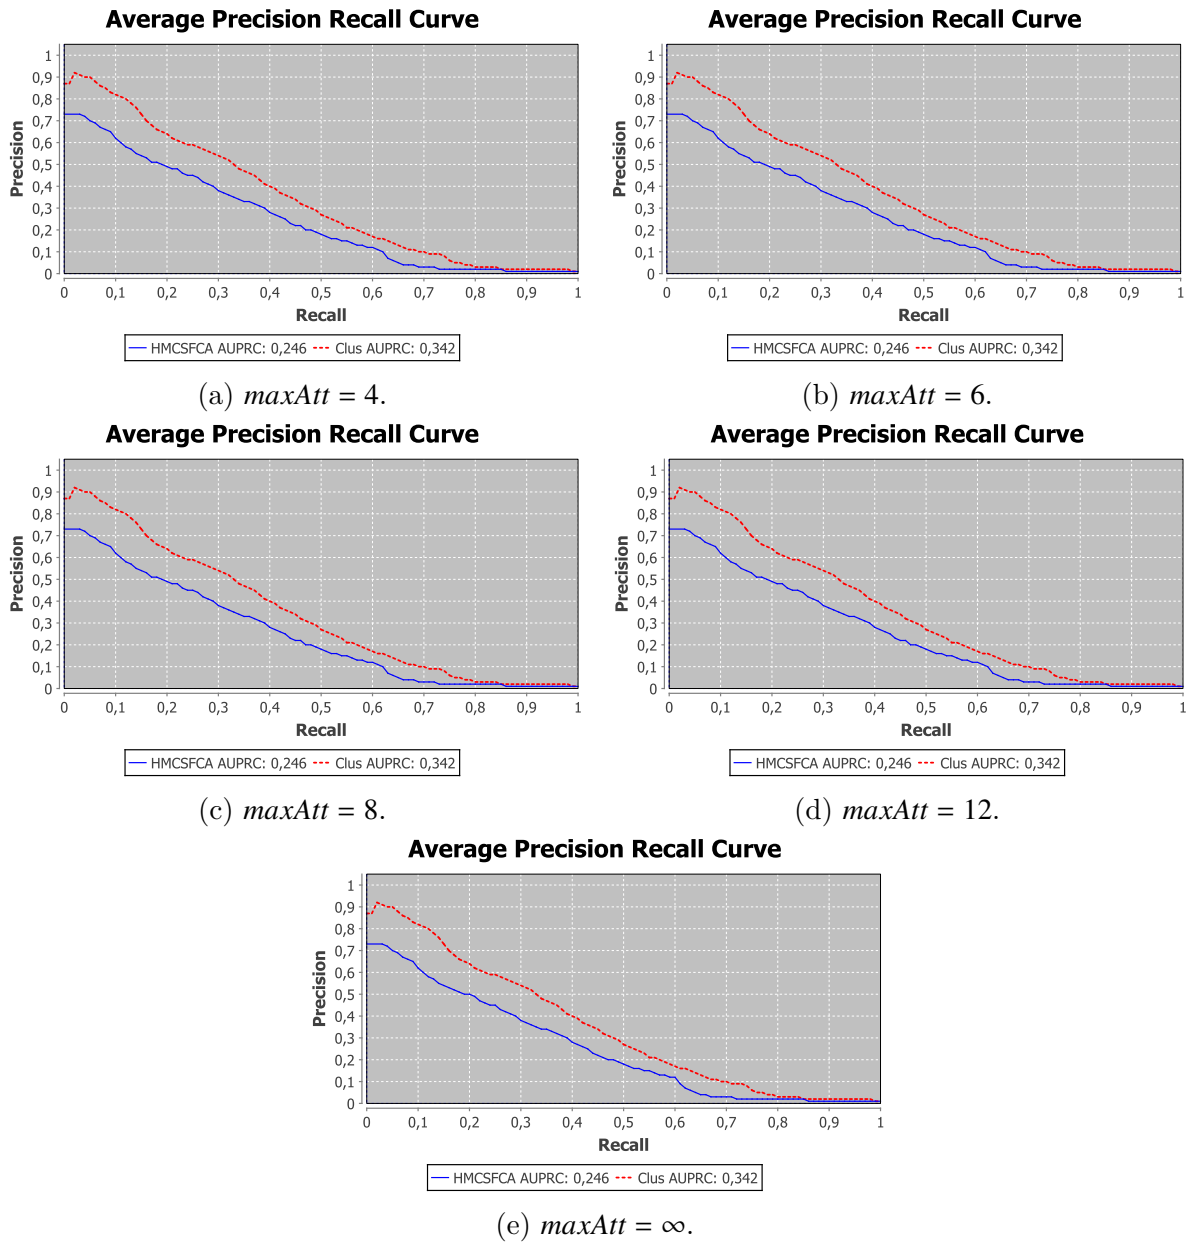 Average Precision Recall Curve
Precision
1
0,9
0,8
0,7
0,6
0,5
0,4
0,3
0,2
0,1
0
0 0,1 0,2 0,3 0,4 0,5 0,6 0,7 0,8 0,9 1
Recall
HMCSFCA AUPRC: 0,246 Clus AUPRC: 0,342
(a) maxAtt = 4.
Average Precision Recall Curve
Precision
1
0,9
0,8
0,7
0,6
0,5
0,4
0,3
0,2
0,1
0
0 0,1 0,2 0,3 0,4 0,5 0,6 0,7 0,8 0,9 1
Recall
HMCSFCA AUPRC: 0,246 Clus AUPRC: 0,342
(b) maxAtt = 6.
Average Precision Recall Curve
Precision
1
0,9
0,8
0,7
0,6
0,5
0,4
0,3
0,2
0,1
0
0 0,1 0,2 0,3 0,4 0,5 0,6 0,7 0,8 0,9 1
Recall
HMCSFCA AUPRC: 0,246 Clus AUPRC: 0,342
(c) maxAtt = 8.
Average Precision Recall Curve
Precision
1
0,9
0,8
0,7
0,6
0,5
0,4
0,3
0,2
0,1
0
0 0,1 0,2 0,3 0,4 0,5 0,6 0,7 0,8 0,9 1
Recall
HMCSFCA AUPRC: 0,246 Clus AUPRC: 0,342
(d) maxAtt = 12.
Average Precision Recall Curve
Precision
1
0,9
0,8
0,7
0,6
0,5
0,4
0,3
0,2
0,1
0
0 0,1 0,2 0,3 0,4 0,5 0,6 0,7 0,8 0,9 1
Recall
HMCSFCA AUPRC: 0,246 Clus AUPRC: 0,342
(e) maxAtt = ∞.